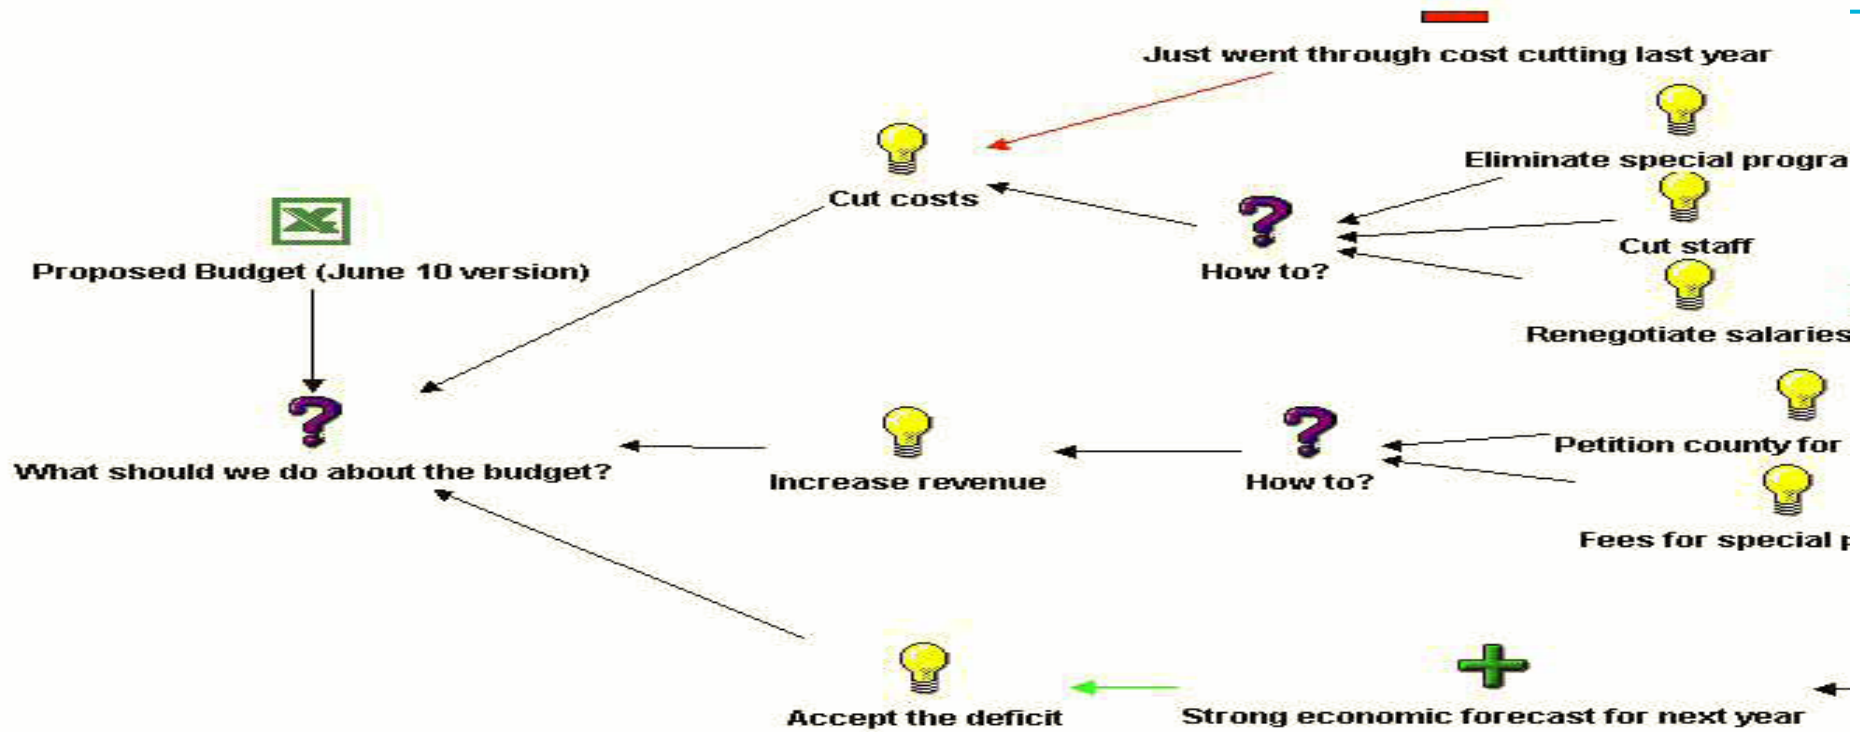 Just went through cost cutting last year
Eliminate special progra
Cut costs
Cut staff
Proposed Budget (June 10 version)
How to?
Renegotiate salaries
Petition county for
What should we do about the budget?
Increase revenue
How to?
Fees for special p
Accept the deficit
Strong economic forecast for next year